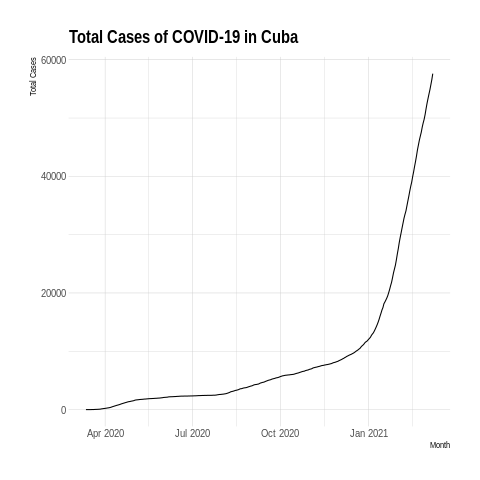 Total Cases of COVID-19 in Cuba
Total Cases
60000
40000
20000
0
Apr 2020 Jul 2020 Oct 2020 Jan 2021
Month